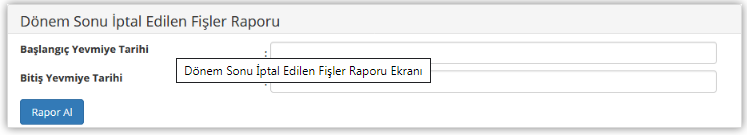 Dönem Sonu İptal Edilen Fişler Raporu
Başlangıç Yevmiye Tarihi :
Dönem Sonu İptal Edilen Fişler Raporu Ekranı
Bitiş Yevmiye Tarihi :
Rapor Al